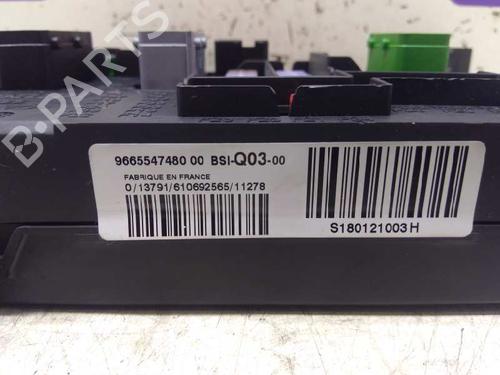 9665547480 00 BSI-Q03-00
FABRIQUE EN FRANCE
0/13791/610692565/11278
S180121003H
B-PARTS